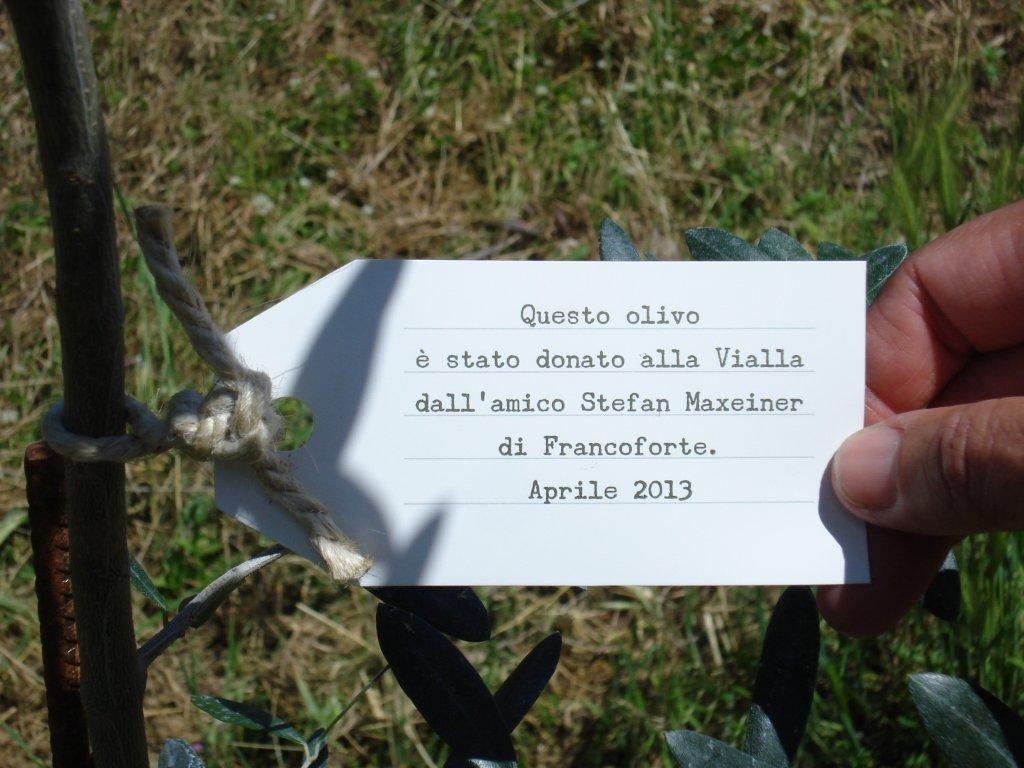 Questo olivo
è stato donato alla Vialla
dall'amico Stefan Maxeiner
di Francoforte.
Aprile 2013